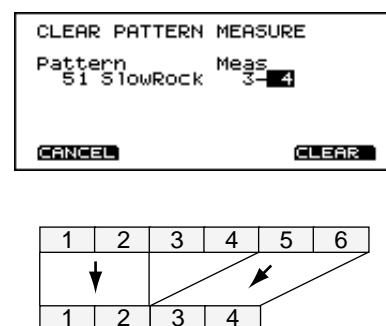 CLEAR PATTERN MEASURE
Pattern Meas
51 SlowRock 3- 4
CANCEL CLEAR
1 2 3 4 5 6
1 2 3 4